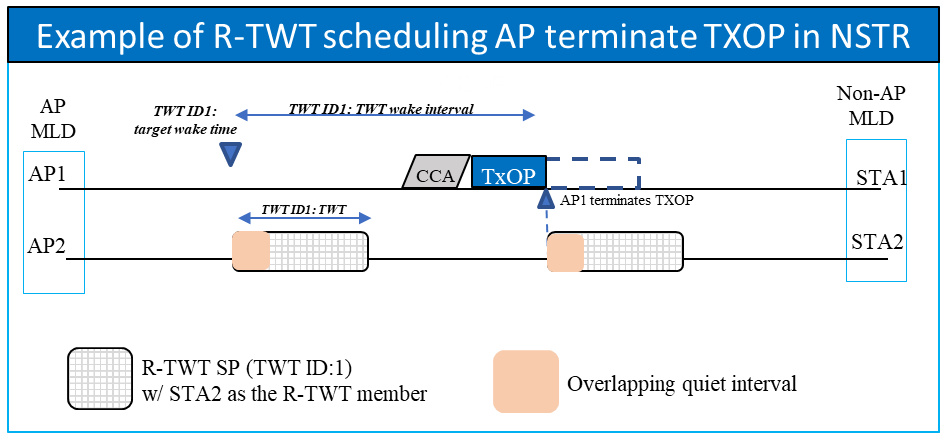 Example of R-TWT scheduling AP terminate TXOP in NSTR
AP
MLD
TWT ID1:
target wake time
TWT ID1: TWT wake interval
Non-AP
MLD
AP1
CCA
TxOP
STA1
AP1 terminates TXOP
TWT ID1: TWT
AP2
STA2
R-TWT SP (TWT ID:1)
w/ STA2 as the R-TWT member
Overlapping quiet interval